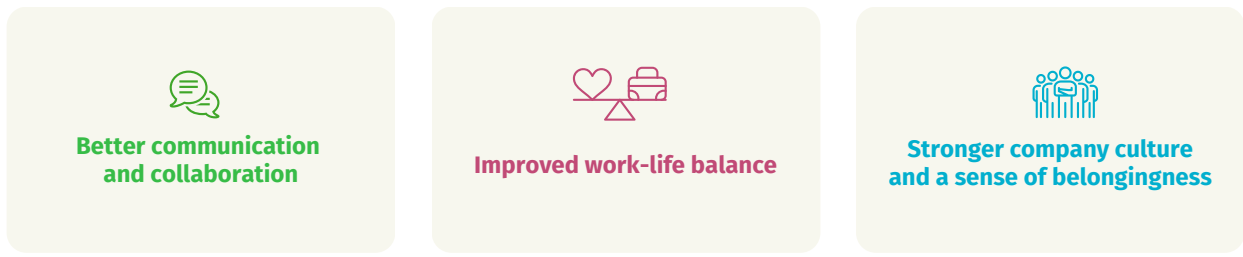 Better communication
and collaboration
Improved work-life balance
Stronger company culture
and a sense of belongingness